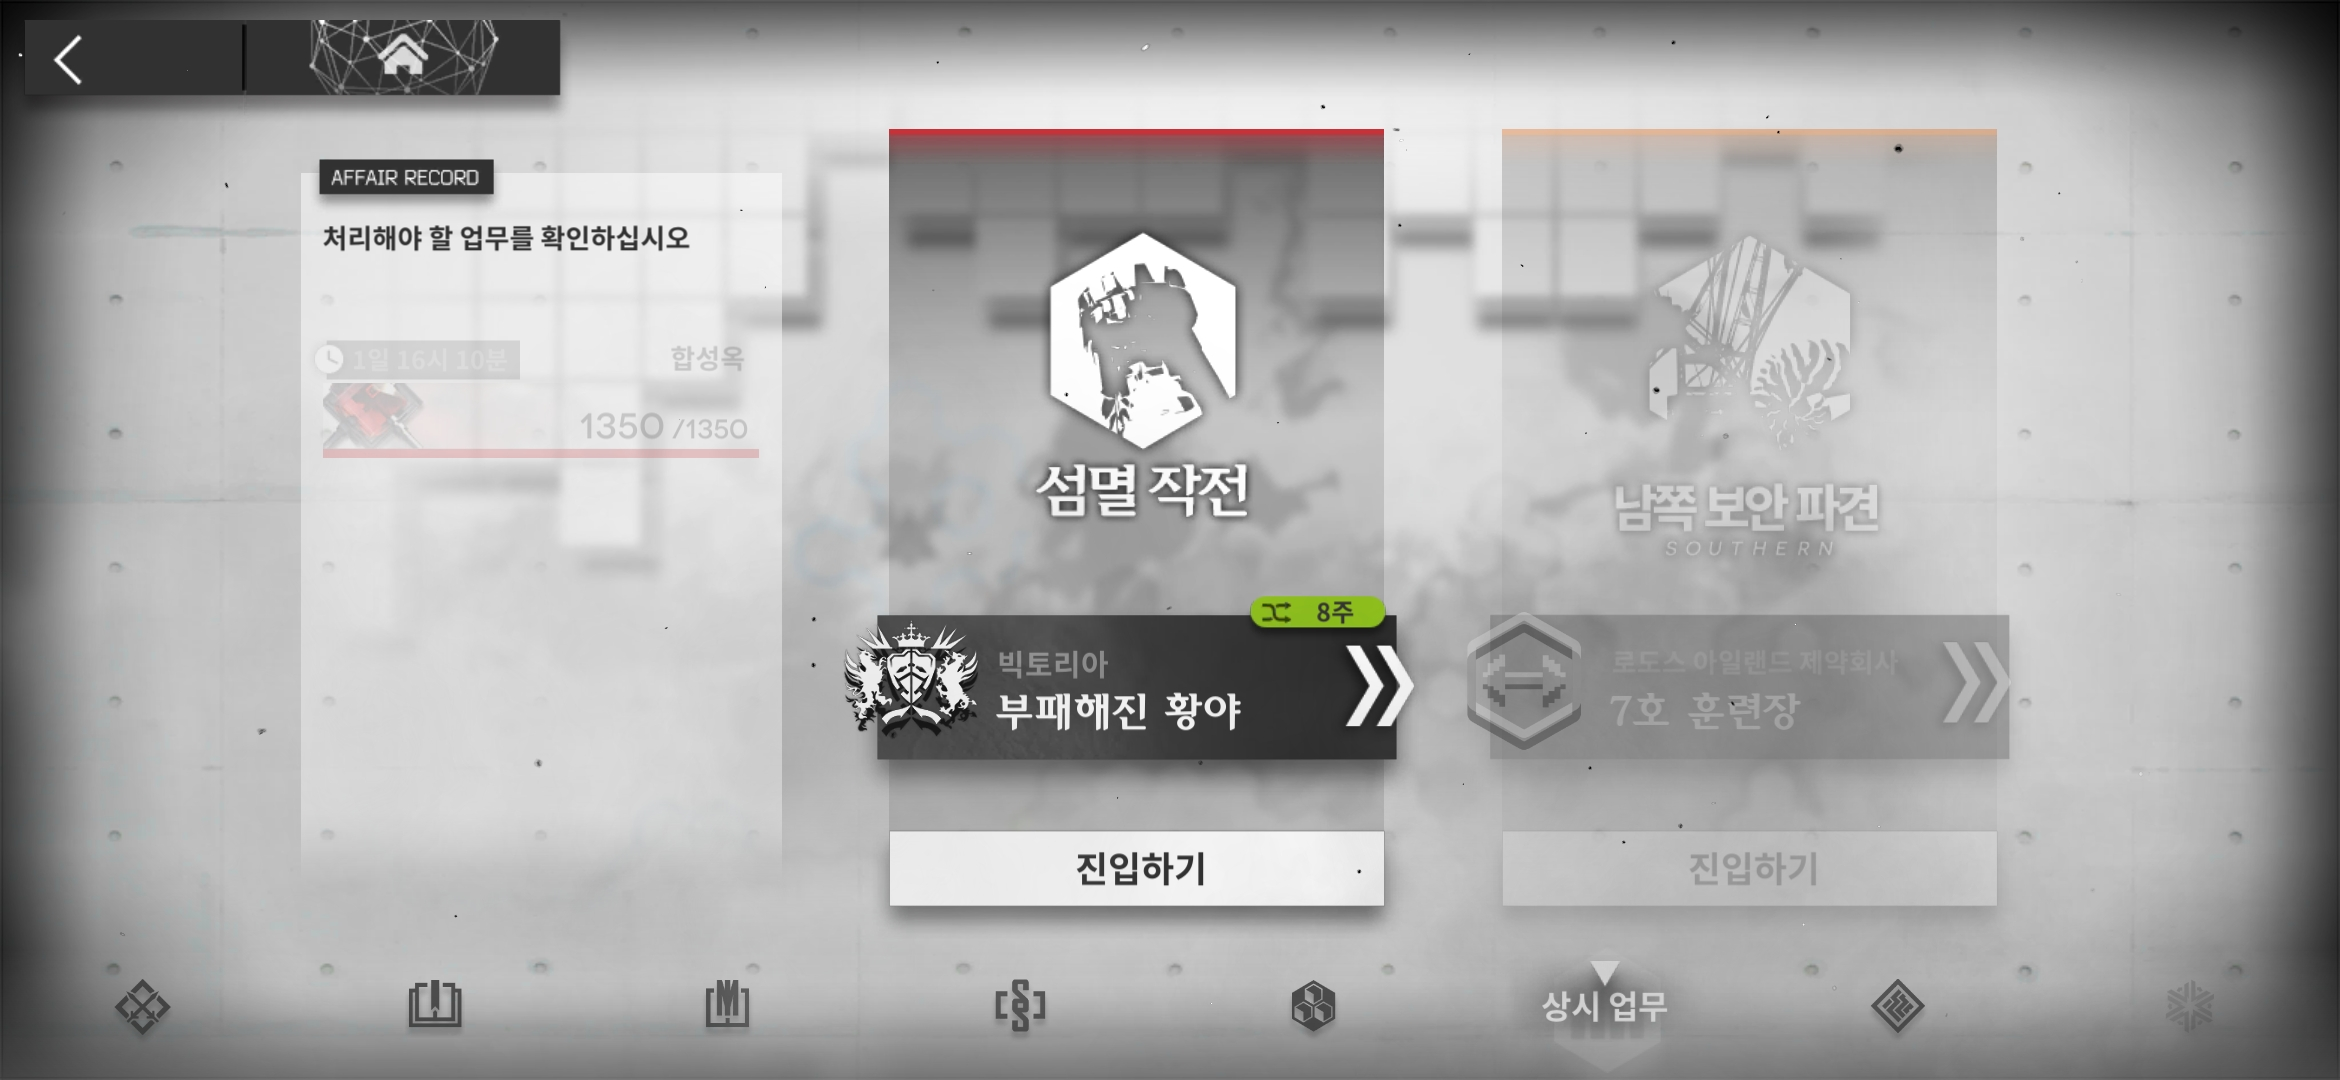 AFFAIR RECORD
처리해야 할 업무를 확인하십시오
1일 16시 10분
합성옥
1350 /1350
섬멸 작전
8주
빅토리아
부패해진 황야
진입하기
남쪽 보안 파견
SOUTHERN
로도스 아일랜드 제약회사
7호 훈련장
진입하기
상시 업무